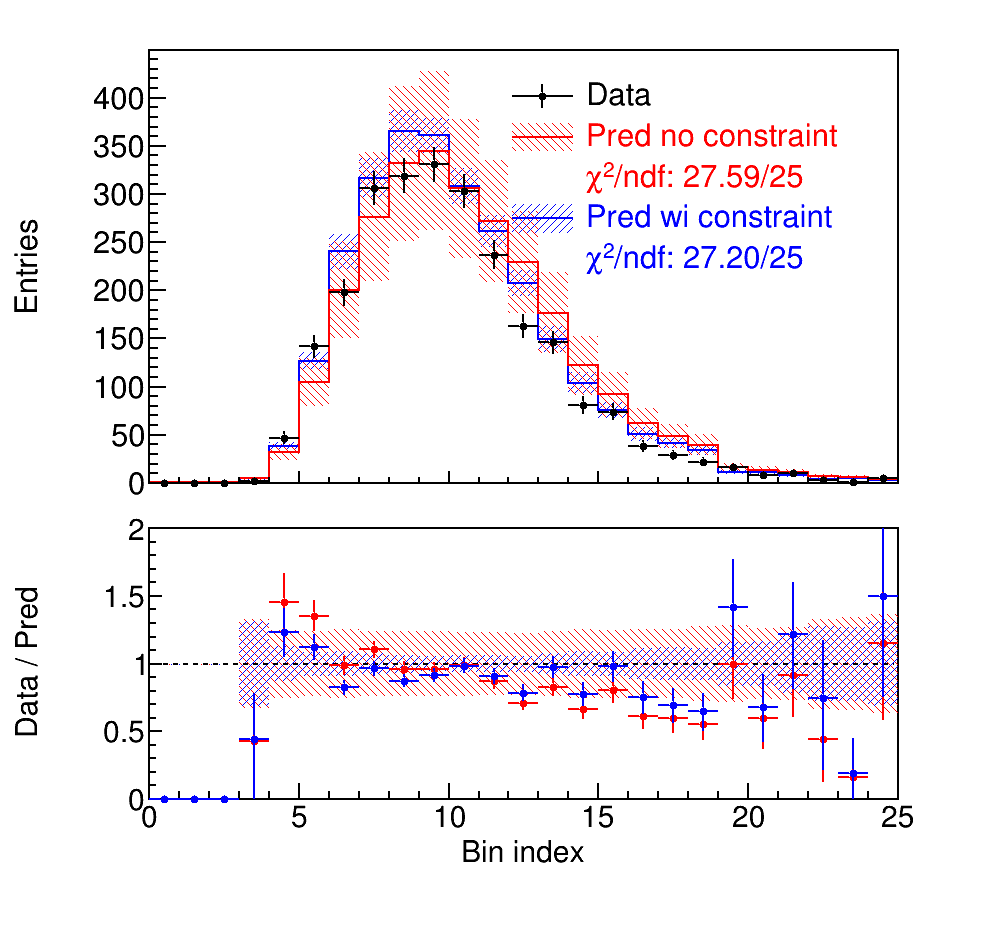 Entries
400
350
300
250
200
150
100
50
0
Data
Pred no constraint
χ²/ndf: 27.59/25
Pred wi constraint
χ²/ndf: 27.20/25
Data / Pred
2
1.5
1
0.5
0
0 5 10 15 20 25
Bin index